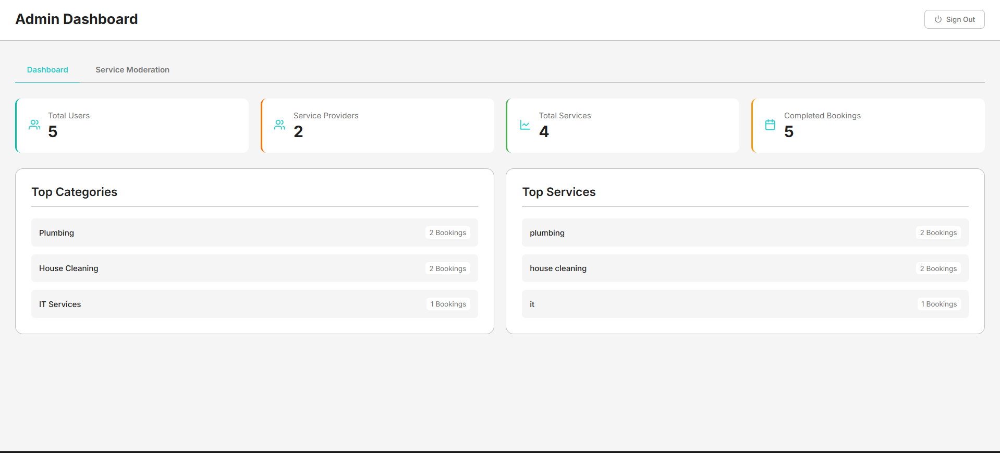 Admin Dashboard
Sign Out
Dashboard
Service Moderation
Total Users
5
Service Providers
2
Total Services
4
Completed Bookings
5
Top Categories
Plumbing
2 Bookings
House Cleaning
2 Bookings
IT Services
1 Bookings
Top Services
plumbing
2 Bookings
house cleaning
2 Bookings
it
1 Bookings